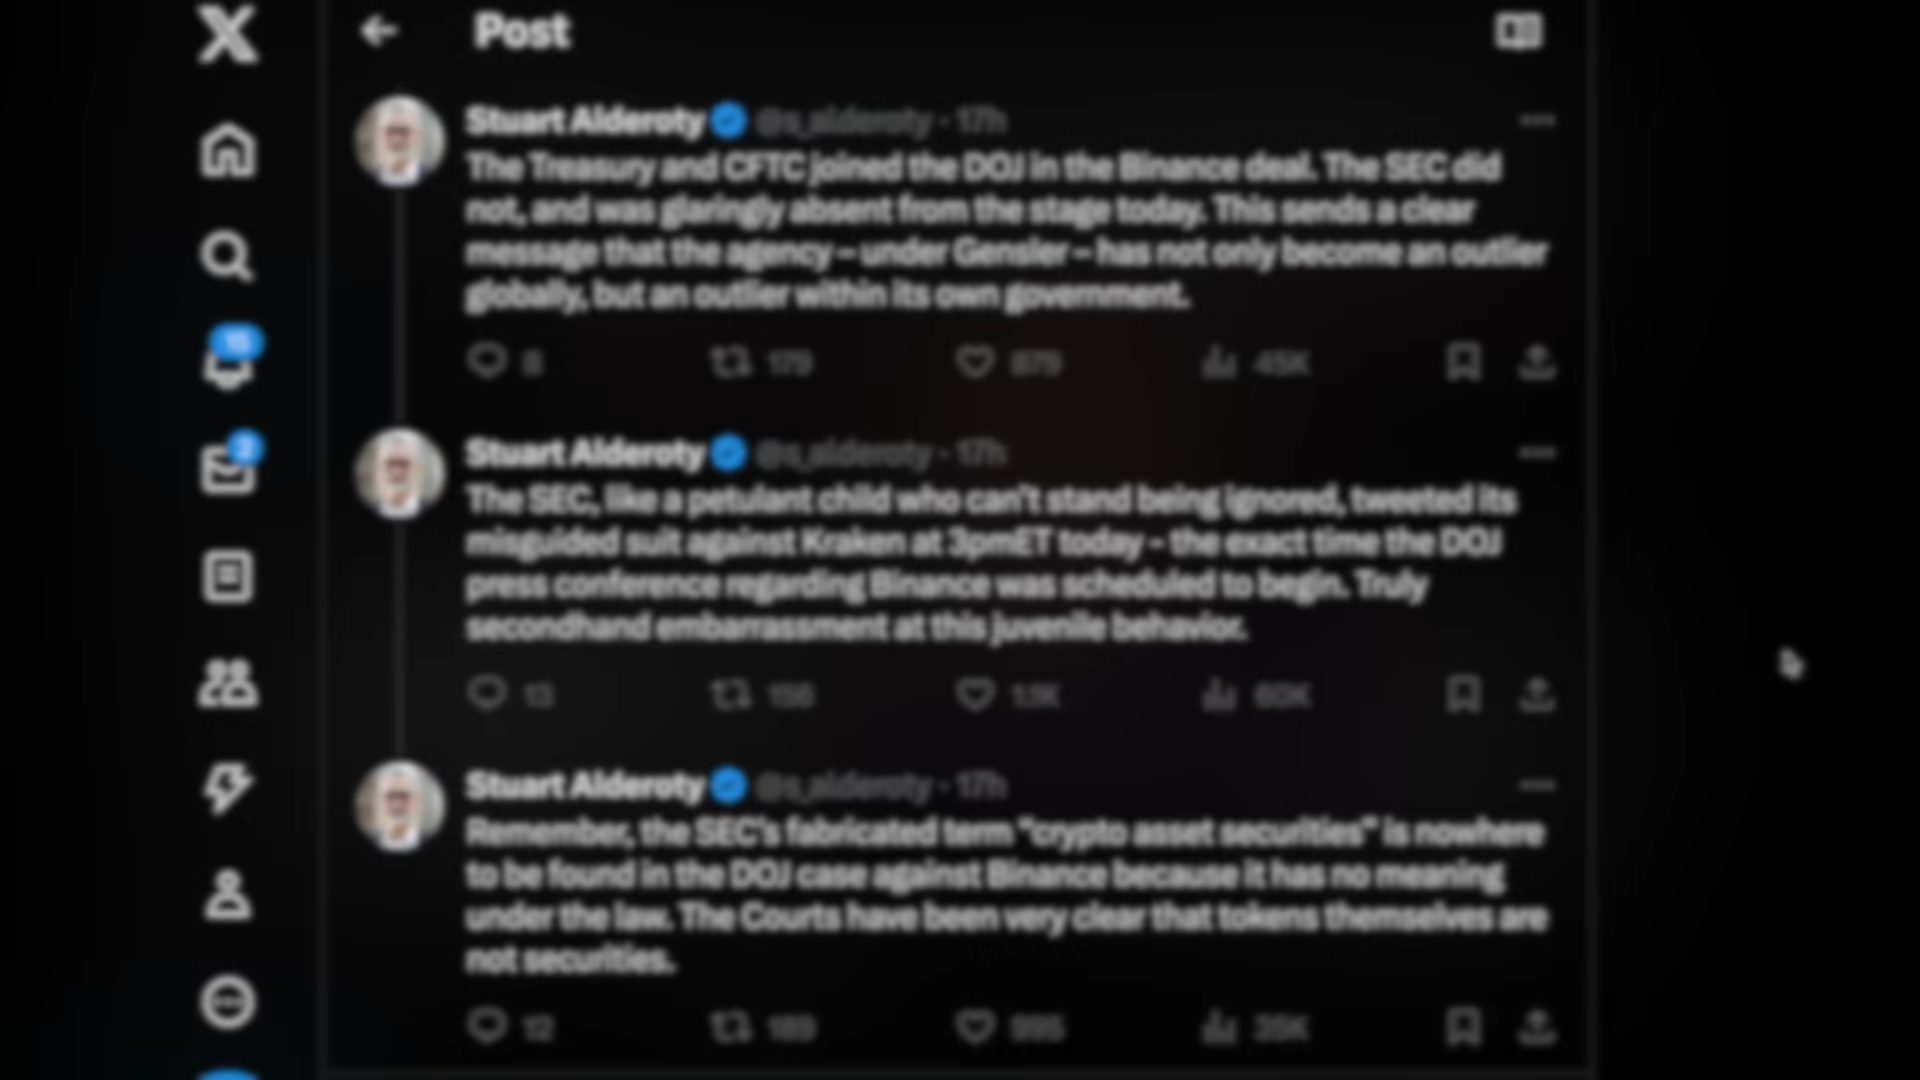 Post
Stuart Alderoty @s_alderoty · 17h
The Treasury and CFTC joined the DOJ in the Binance deal. The SEC did
not, and was glaringly absent from the stage today. This sends a clear
message that the agency – under Gensler – has not only become an outlier
globally, but an outlier within its own government.
179 879 45K
Stuart Alderoty @s_alderoty · 17h
The SEC, like a petulant child who can't stand being ignored, tweeted its
misguided suit against Kraken at 3pmET today – the exact time the DOJ
press conference regarding Binance was scheduled to begin. Truly
secondhand embarrassment at this juvenile behavior.
13 156 1.1K 60K
Stuart Alderoty @s_alderoty · 17h
Remember, the SEC's fabricated term "crypto asset securities" is nowhere
to be found in the DOJ case against Binance because it has no meaning
under the law. The Courts have been very clear that tokens themselves are
not securities.
12 189 995 35K